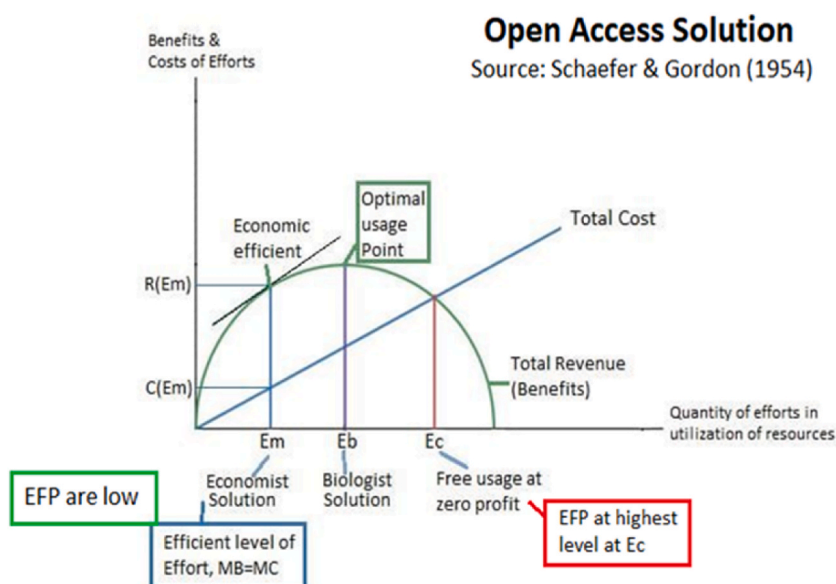 Open Access Solution
Source: Schaefer & Gordon (1954)
Benefits &
Costs of Efforts
Optimal
usage
Point
Economic
efficient
Total Cost
R(Em)
C(Em)
Total Revenue
(Benefits)
Quantity of efforts in
utilization of resources
Em
Eb
Ec
Economist
Solution
Biologist
Solution
Free usage at
zero profit
EFP are low
Efficient level of
Effort, MB=MC
EFP at highest
level at Ec